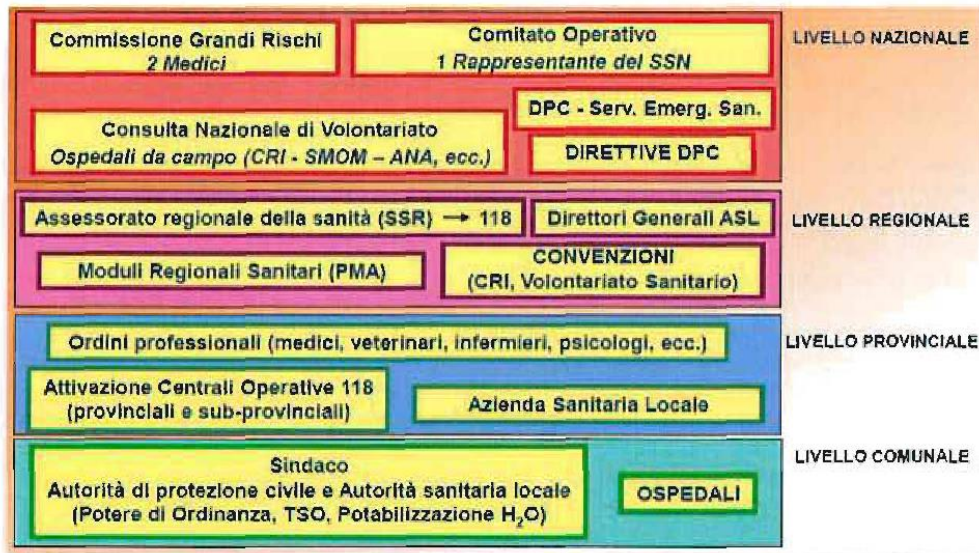 Commissione Grandi Rischi
2 Medici
Comitato Operativo
1 Rappresentante del SSN
LIVELLO NAZIONALE
Consulta Nazionale di Volontariato
Ospedali da campo (CRI - SMOM – ANA, ecc.)
DPC - Serv. Emerg. San.
DIRETTIVE DPC
Assessorato regionale della sanità (SSR) → 118
Direttori Generali ASL
LIVELLO REGIONALE
Moduli Regionali Sanitari (PMA)
CONVENZIONI
(CRI, Volontariato Sanitario)
Ordini professionali (medici, veterinari, infermieri, psicologi, ecc.)
LIVELLO PROVINCIALE
Attivazione Centrali Operative 118
(provinciali e sub-provinciali)
Azienda Sanitaria Locale
LIVELLO COMUNALE
Sindaco
Autorità di protezione civile e Autorità sanitaria locale
(Potere di Ordinanza, TSO, Potabilizzazione H₂O)
OSPEDALI